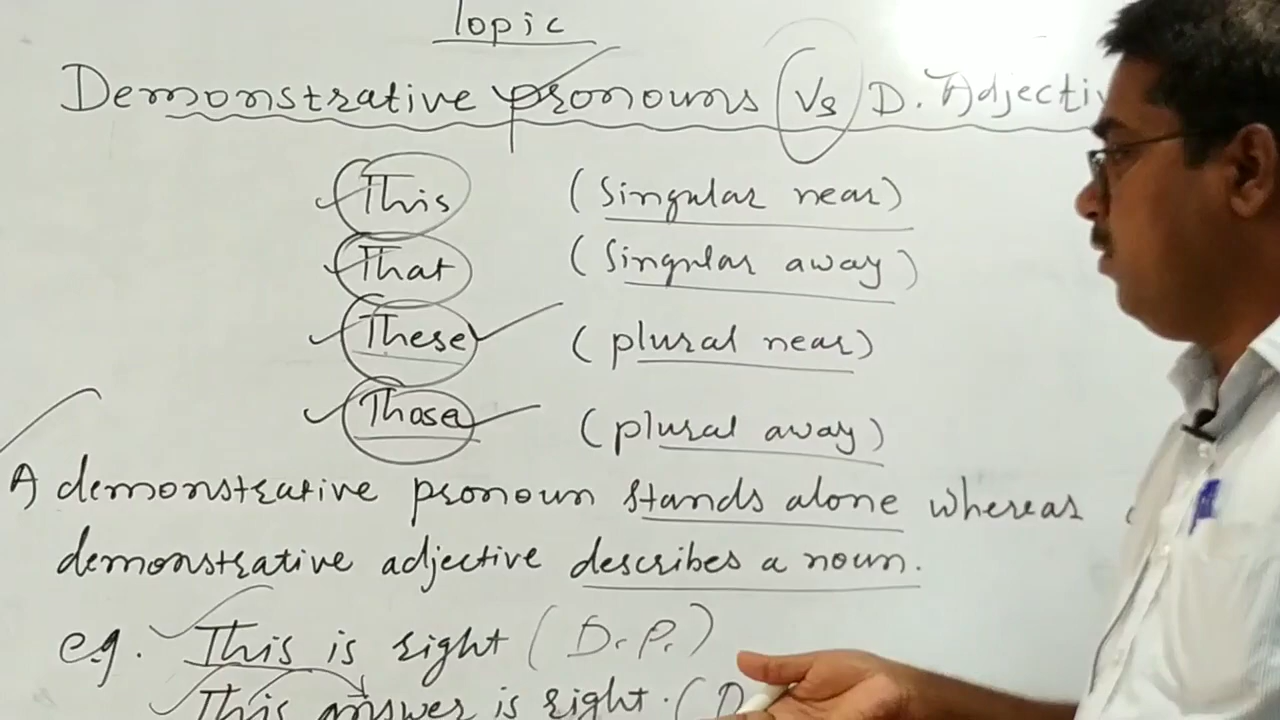 Topic
Demonstrative pronouns Vs D. Adjectiv
This (Singular near)
That (Singular away)
These (plural near)
Those (plural away)
A demonstrative pronoun stands alone whereas
demonstrative adjective describes a noun.
e.g. This is right (D.P.)
This answer is right. (D